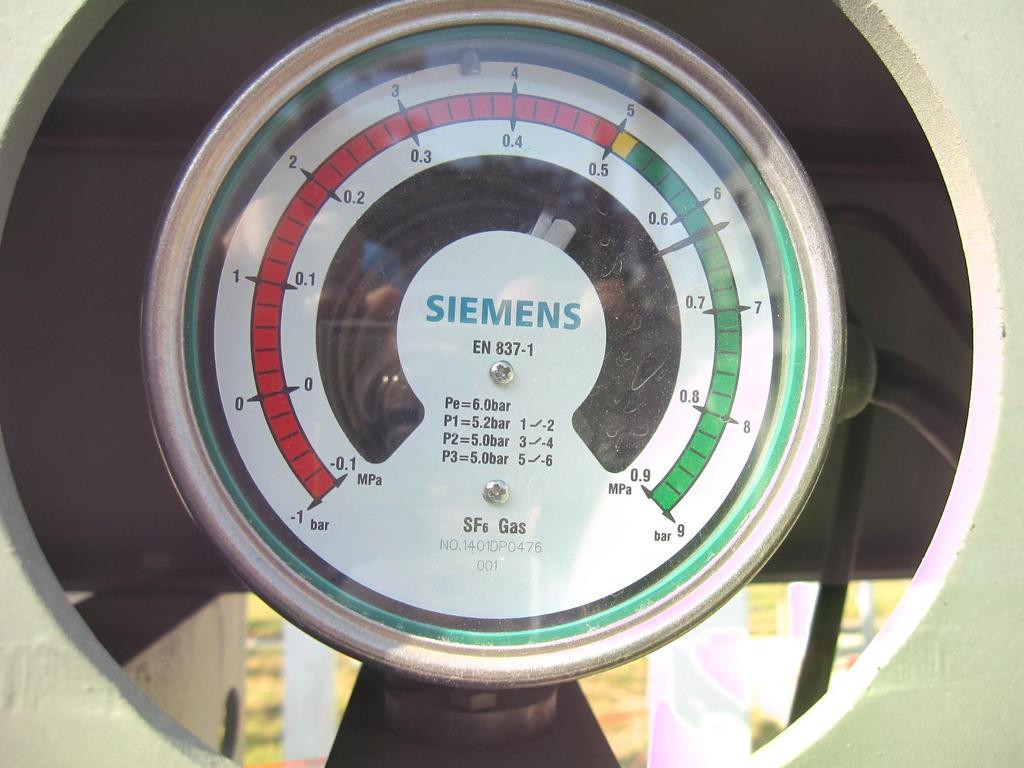 4
3
5
0.4
0.3
0.5
2
0.2
6
0.6
1
0.1
0.7
7
SIEMENS
EN 837-1
0
0
0.8
8
Pe=6.0bar
P1=5.2bar 1-⁄-2
P2=5.0bar 3-⁄-4
P3=5.0bar 5-⁄-6
-0.1
MPa
0.9
MPa
-1 bar
bar 9
SF₆ Gas
NO.1401DP0476
001